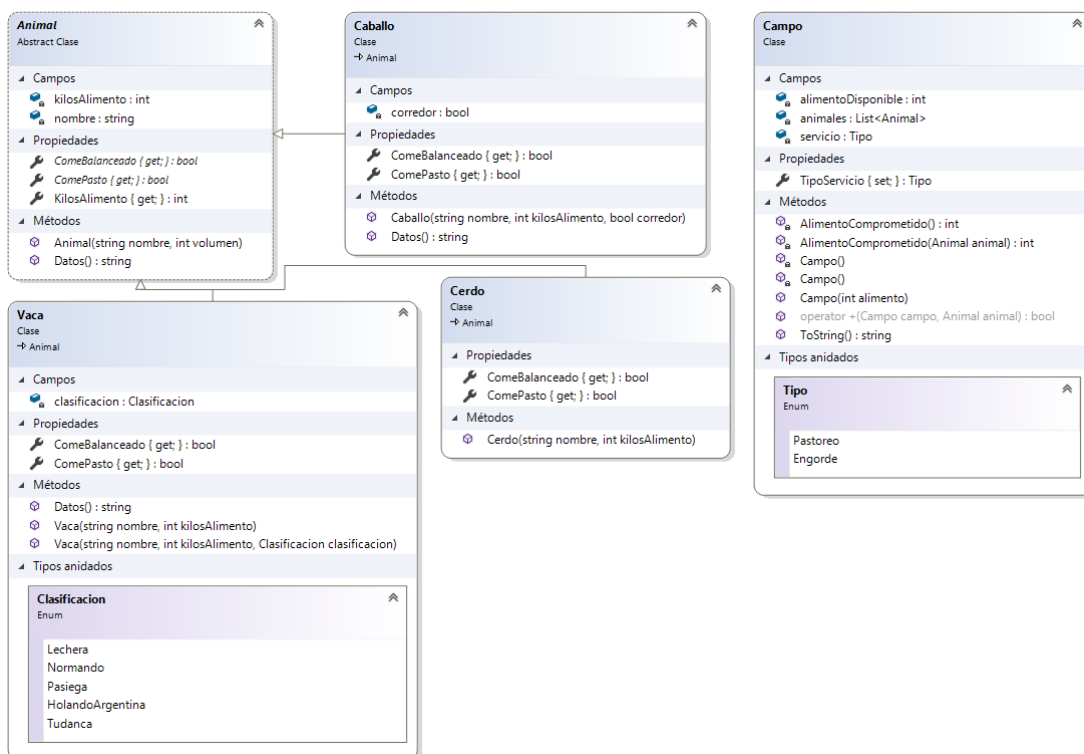 Animal
Abstract Clase
Campos
kilosAlimento : int
nombre : string
Propiedades
ComeBalanceado { get; } : bool
ComePasto { get; } : bool
KilosAlimento { get; } : int
Métodos
Animal(string nombre, int volumen)
Datos() : string
Caballo
Clase
Animal
Campos
corredor : bool
Propiedades
ComeBalanceado { get; } : bool
ComePasto { get; } : bool
Métodos
Caballo(string nombre, int kilosAlimento, bool corredor)
Datos() : string
Campo
Clase
Campos
alimentoDisponible : int
animales : List<Animal>
servicio : Tipo
Propiedades
TipoServicio { set; } : Tipo
Métodos
AlimentoComprometido() : int
AlimentoComprometido(Animal animal) : int
Campo()
Campo()
Campo(int alimento)
operator +(Campo campo, Animal animal) : bool
ToString() : string
Tipos anidados
Tipo
Enum
Pastoreo
Engorde
Vaca
Clase
Animal
Campos
clasificacion : Clasificacion
Propiedades
ComeBalanceado { get; } : bool
ComePasto { get; } : bool
Métodos
Datos() : string
Vaca(string nombre, int kilosAlimento)
Vaca(string nombre, int kilosAlimento, Clasificacion clasificacion)
Tipos anidados
Clasificacion
Enum
Lechera
Normando
Pasiega
HolandoArgentina
Tudanca
Cerdo
Clase
Animal
Propiedades
ComeBalanceado { get; } : bool
ComePasto { get; } : bool
Métodos
Cerdo(string nombre, int kilosAlimento)